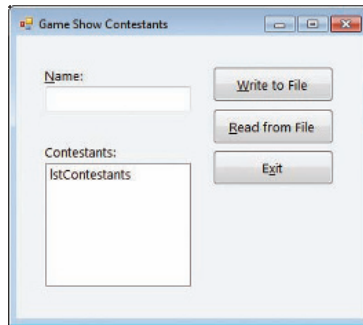 Game Show Contestants
Name:
Write to File
Read from File
Contestants:
lstContestants
Exit